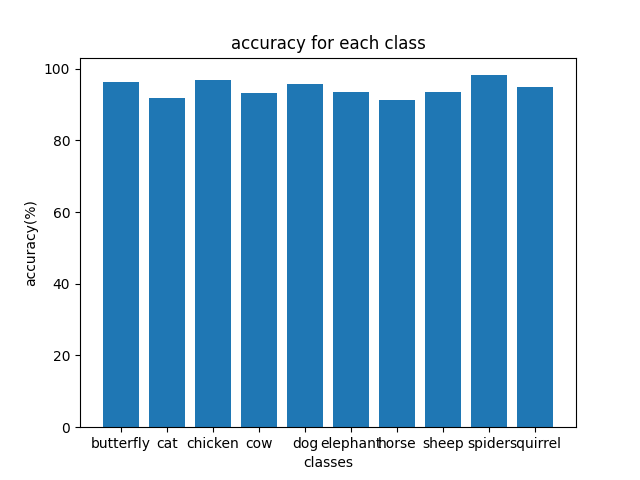 accuracy for each class
accuracy(%)
100
80
60
40
20
0
butterfly cat chicken cow dog elephant horse sheep spider squirrel
classes